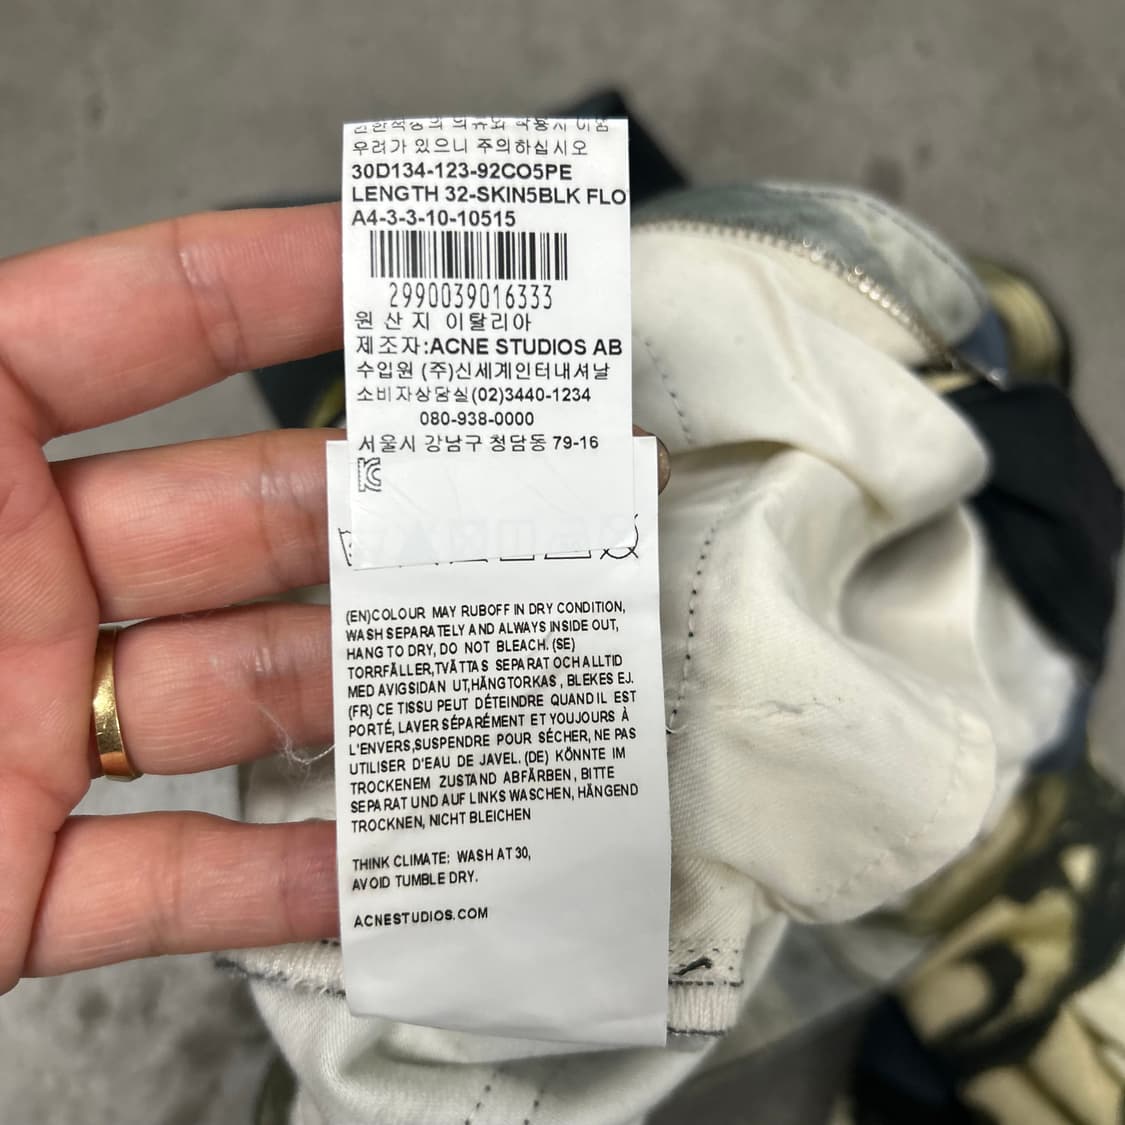 우려가 있으니 주의하십시오
30D134-123-92CO5PE
LENGTH 32-SKIN5BLK FLO
A4-3-3-10-10515
2990039016333
원 산 지 이탈리아
제조자:ACNE STUDIOS AB
수입원 (주)신세계인터내셔날
소비자상담실(02)3440-1234
080-938-0000
서울시 강남구 청담동 79-16
(EN)COLOUR MAY RUBOFF IN DRY CONDITION,
WASH SEPARATELY AND ALWAYS INSIDE OUT,
HANG TO DRY, DO NOT BLEACH. (SE)
TORRFÄLLER,TVÄTTAS SEPARAT OCH ALLTID
MED AVIGSIDAN UT,HÄNGTORKAS , BLEKES EJ.
(FR) CE TISSU PEUT DÉTEINDRE QUAND IL EST
PORTÉ, LAVER SÉPARÉMENT ET YOUJOURS À
L'ENVERS,SUSPENDRE POUR SÉCHER, NE PAS
UTILISER D'EAU DE JAVEL. (DE) KÖNNTE IM
TROCKENEM ZUSTAND ABFÄRBEN , BITTE
SEPARAT UND AUF LINKS WASCHEN, HÄNGEND
TROCKNEN, NICHT BLEICHEN
THINK CLIMATE: WASH AT 30,
AVOID TUMBLE DRY.
ACNESTUDIOS.COM